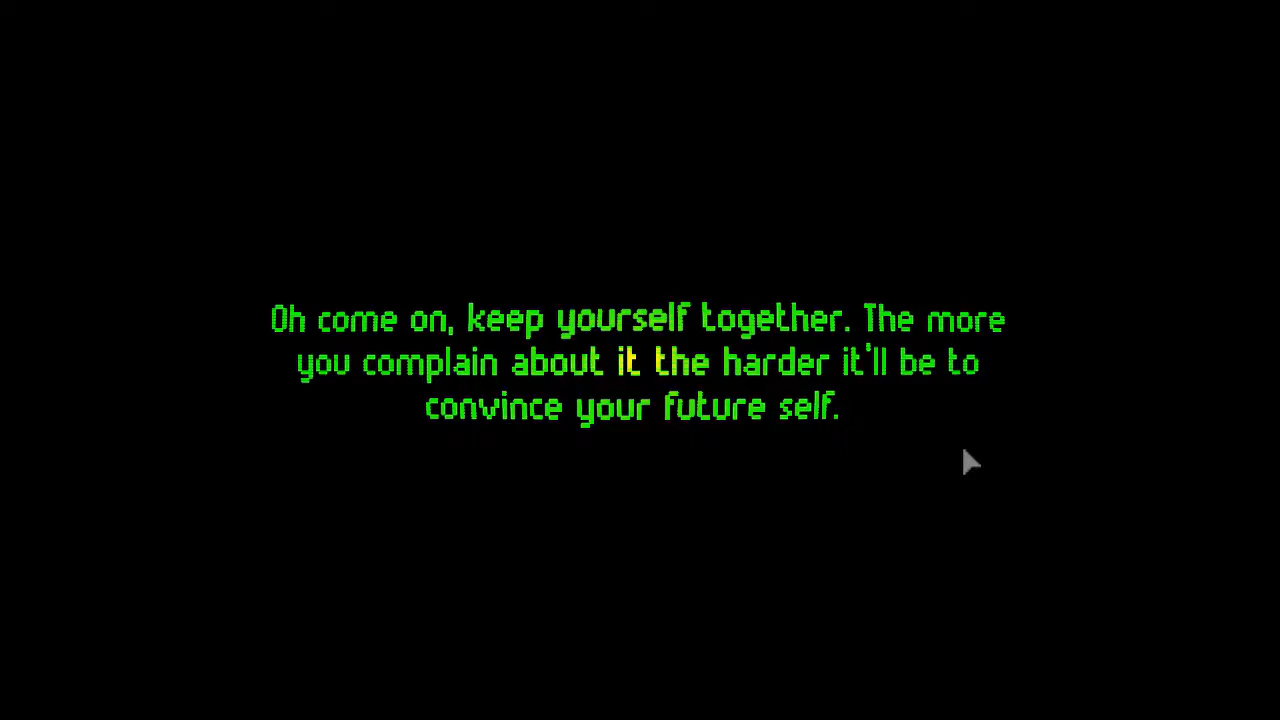 Oh come on, keep yourself together. The more
you complain about it the harder it'll be to
convince your future self.